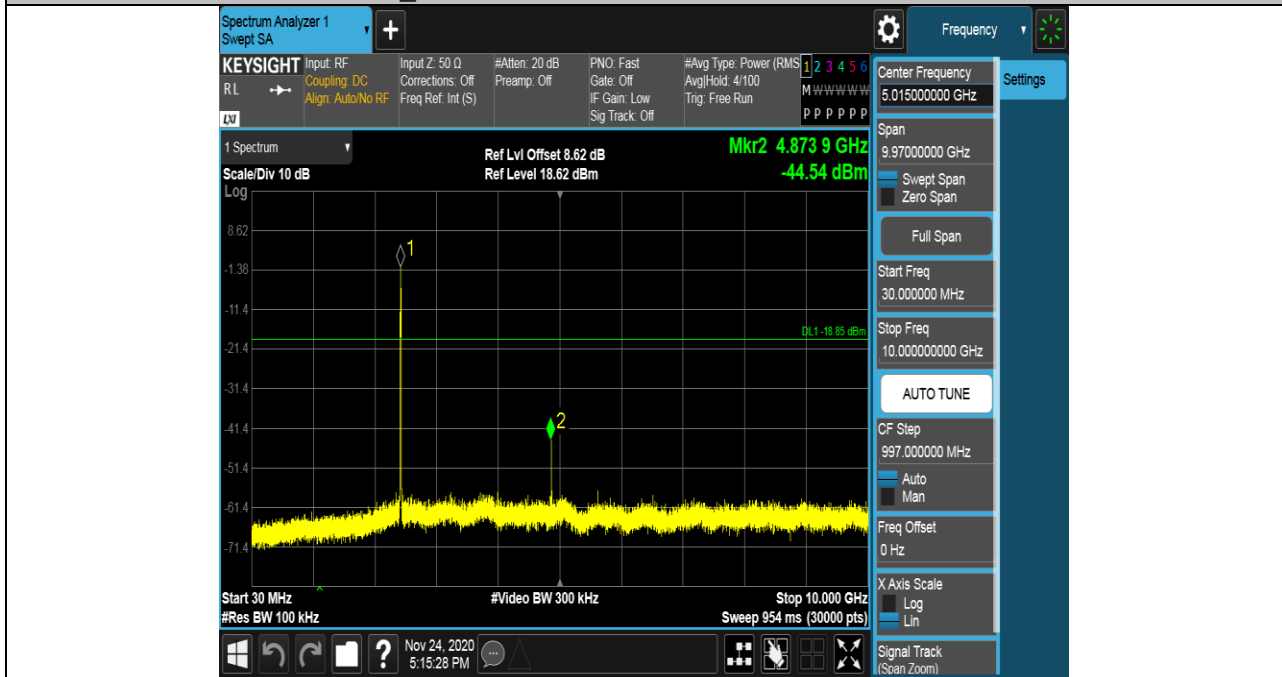 Spectrum Analyzer 1
Swept SA
+
Frequency
KEYSIGHT
RL
LXI
Input: RF
Coupling: DC
Align: Auto/No RF
Input Z: 50 Ω
Corrections: Off
Freq Ref: Int (S)
#Atten: 20 dB
Preamp: Off
PNO: Fast
Gate: Off
IF Gain: Low
Sig Track: Off
#Avg Type: Power (RMS
Avg|Hold: 4/100
Trig: Free Run
1 2 3 4 5 6
M W W W W W
P P P P P P
Center Frequency
5.015000000 GHz
Settings
1 Spectrum
Scale/Div 10 dB
Ref Lvl Offset 8.62 dB
Ref Level 18.62 dBm
Mkr2 4.873 9 GHz
-44.54 dBm
Span
9.97000000 GHz
Swept Span
Zero Span
Full Span
Start Freq
30.000000 MHz
Stop Freq
10.000000000 GHz
AUTO TUNE
CF Step
997.000000 MHz
Auto
Man
Freq Offset
0 Hz
X Axis Scale
Log
Lin
Signal Track
(Span Zoom)
Log
8.62
-1.38
-11.4
-21.4
-31.4
-41.4
-51.4
-61.4
-71.4
1
DL1 -18.85 dBm
2
Start 30 MHz
#Res BW 100 kHz
#Video BW 300 kHz
Stop 10.000 GHz
Sweep 954 ms (30000 pts)
?
Nov 24, 2020
5:15:28 PM